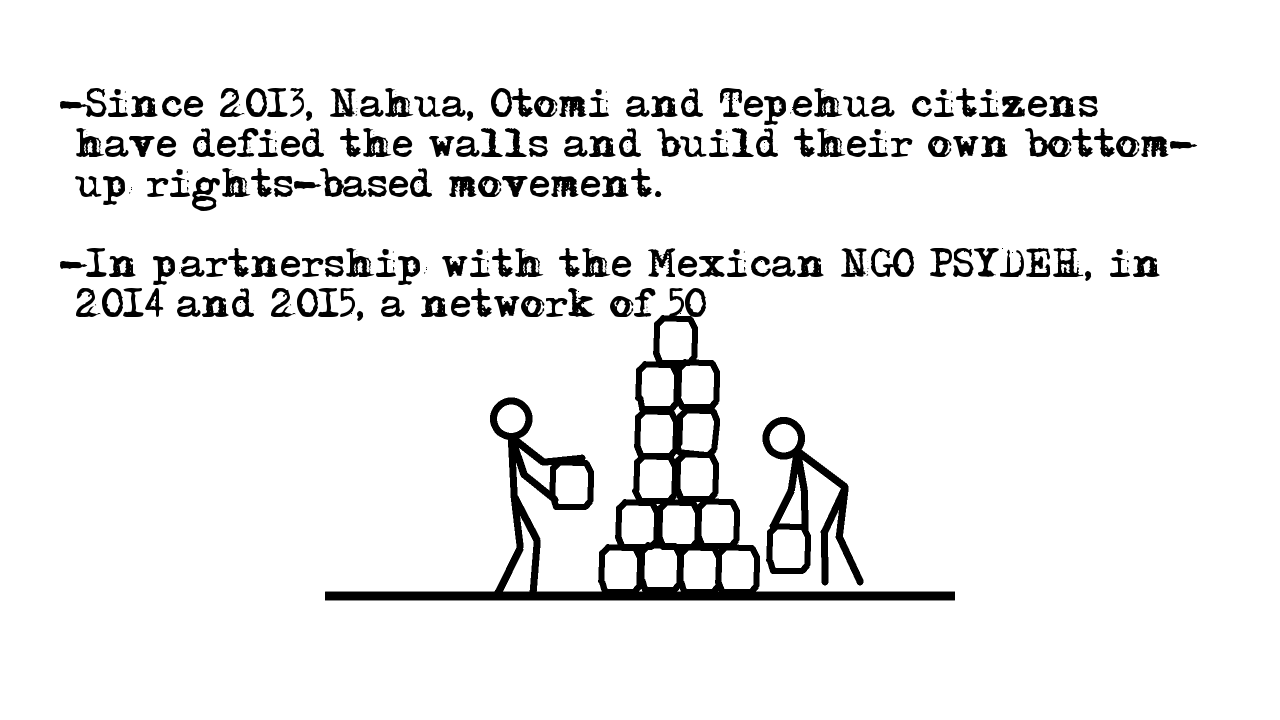 -Since 2013, Nahua, Otomi and Tepehua citizens
have defied the walls and build their own bottom-
up rights-based movement.
-In partnership with the Mexican NGO PSYDEH, in
2014 and 2015, a network of 50